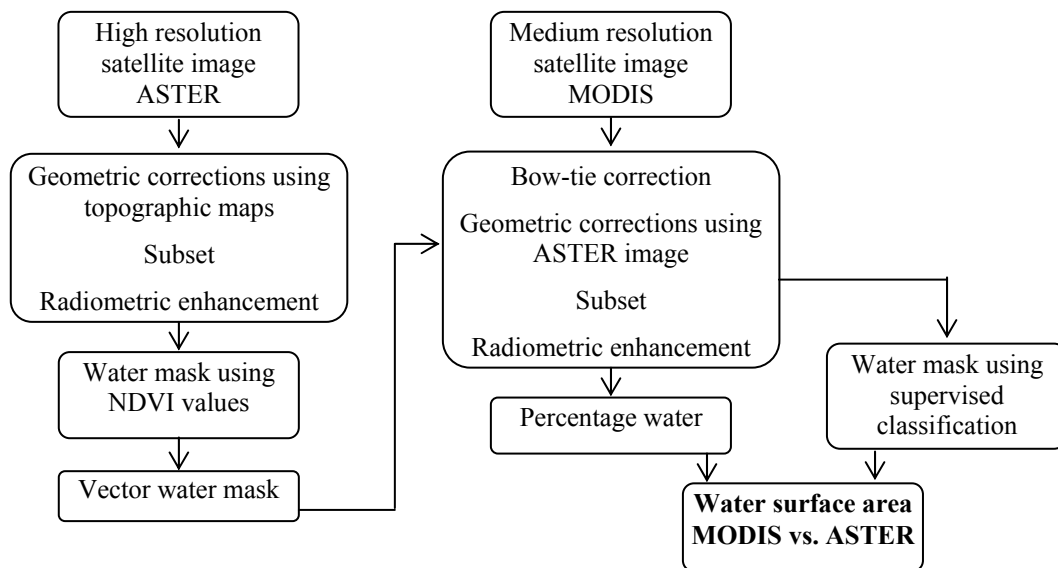 High resolution
satellite image
ASTER
Geometric corrections using
topographic maps
Subset
Radiometric enhancement
Water mask using
NDVI values
Vector water mask
Medium resolution
satellite image
MODIS
Bow-tie correction
Geometric corrections using
ASTER image
Subset
Radiometric enhancement
Percentage water
Water mask using
supervised
classification
Water surface area
MODIS vs. ASTER